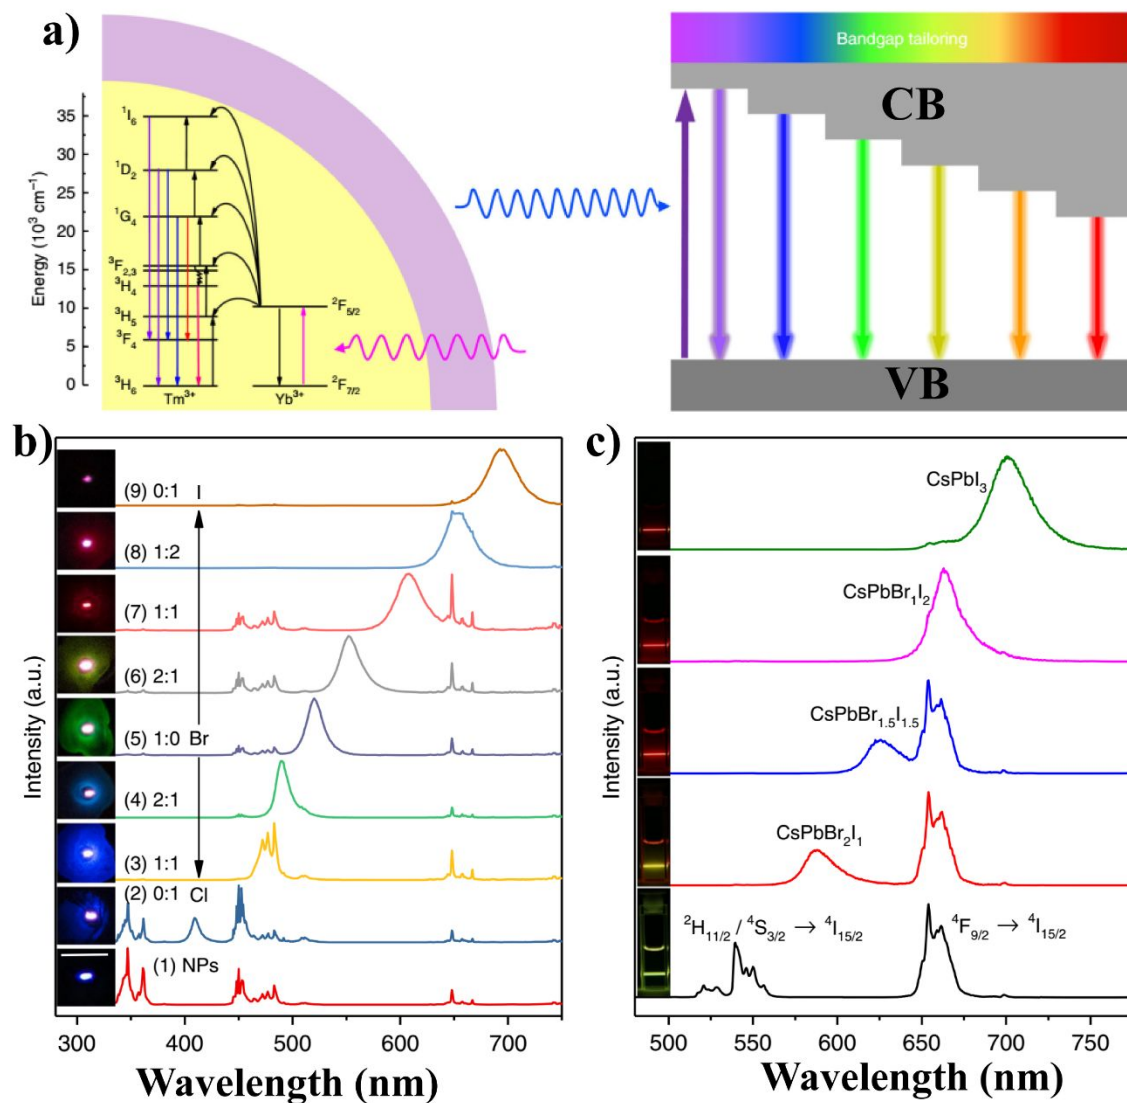 a)
Bandgap tailoring
CB
VB
Energy (10³ cm⁻¹)
35
30
25
20
15
10
5
0
¹I₆
¹D₂
¹G₄
³F₂,₃
³H₄
³H₅
³F₄
³H₆
Tm³⁺
Yb³⁺
²F₅/₂
²F₇/₂
b)
Intensity (a.u.)
(9) 0:1 I
(8) 1:2
(7) 1:1
(6) 2:1
(5) 1:0 Br
(4) 2:1
(3) 1:1
(2) 0:1 Cl
(1) NPs
300 400 500 600 700
Wavelength (nm)
c)
Intensity (a.u.)
CsPbI₃
CsPbBr₁I₂
CsPbBr₁.₅I₁.₅
CsPbBr₂I₁
²H₁₁/₂ / ⁴S₃/₂ → ⁴I₁₅/₂
⁴F₉/₂ → ⁴I₁₅/₂
500 550 600 650 700 750
Wavelength (nm)